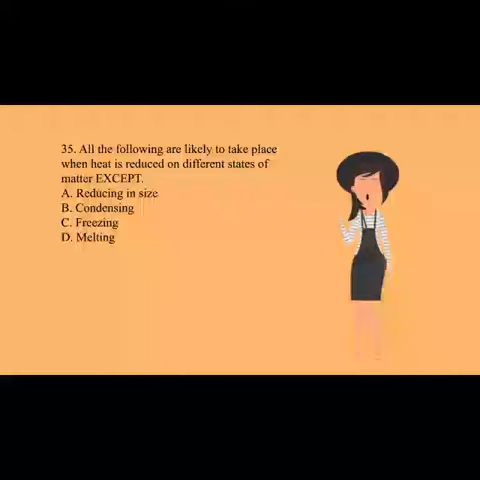 35. All the following are likely to take place
when heat is reduced on different states of
matter EXCEPT.
A. Reducing in size
B. Condensing
C. Freezing
D. Melting